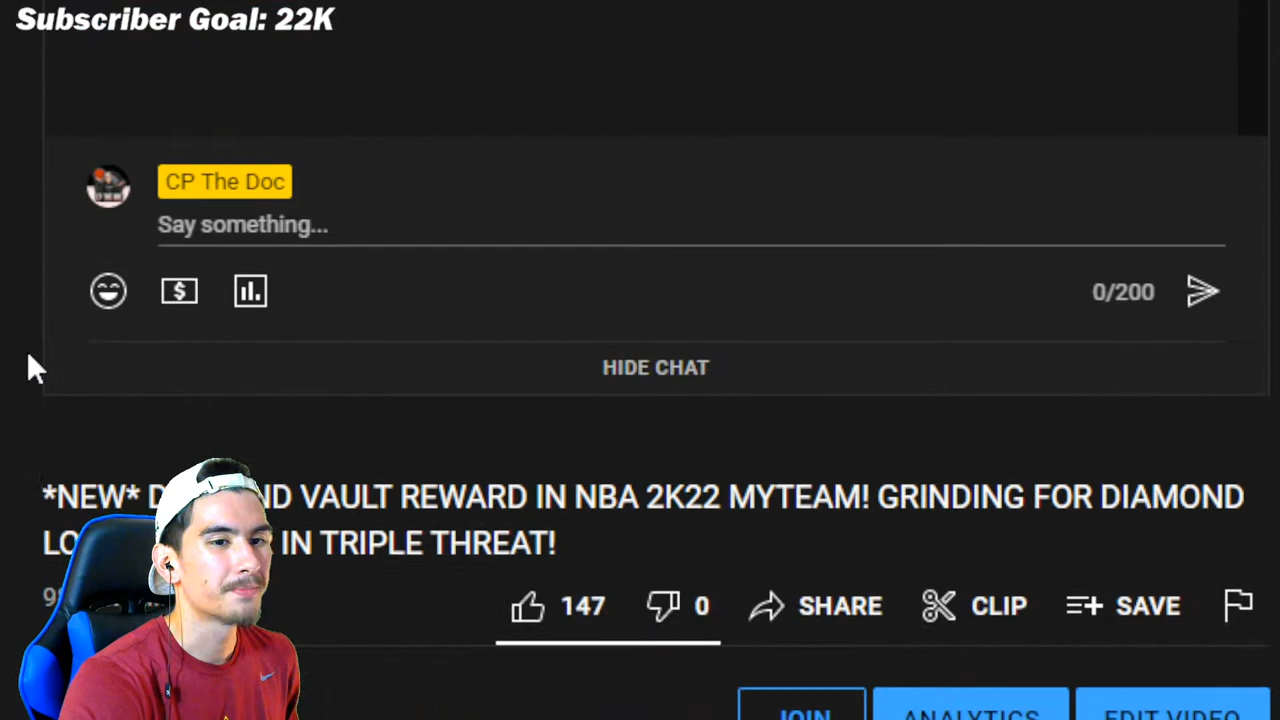 Subscriber Goal: 22K
CP The Doc
Say something...
0/200
HIDE CHAT
*NEW* ND VAULT REWARD IN NBA 2K22 MYTEAM! GRINDING FOR DIAMOND
IN TRIPLE THREAT!
147 0 SHARE CLIP SAVE
JOIN ANALYTICS EDIT VIDEO